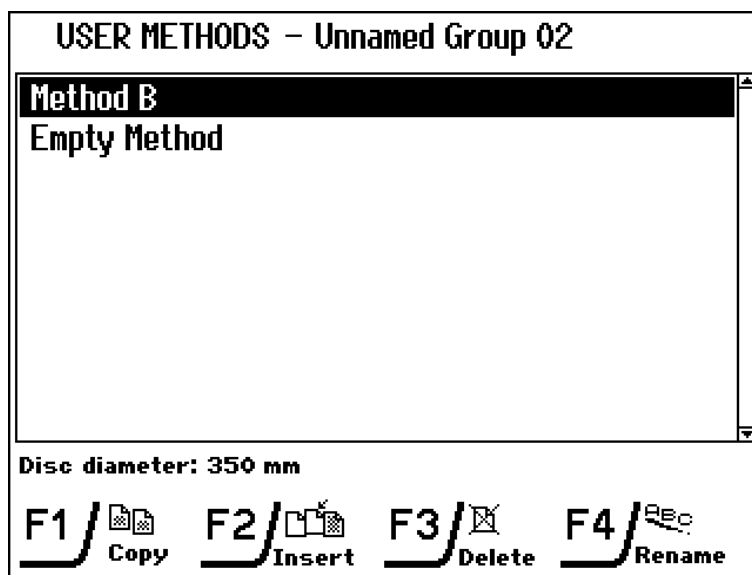 USER METHODS – Unnamed Group 02
Method B
Empty Method
Disc diameter: 350 mm
F1 Copy
F2 Insert
F3 Delete
F4 ABC Rename